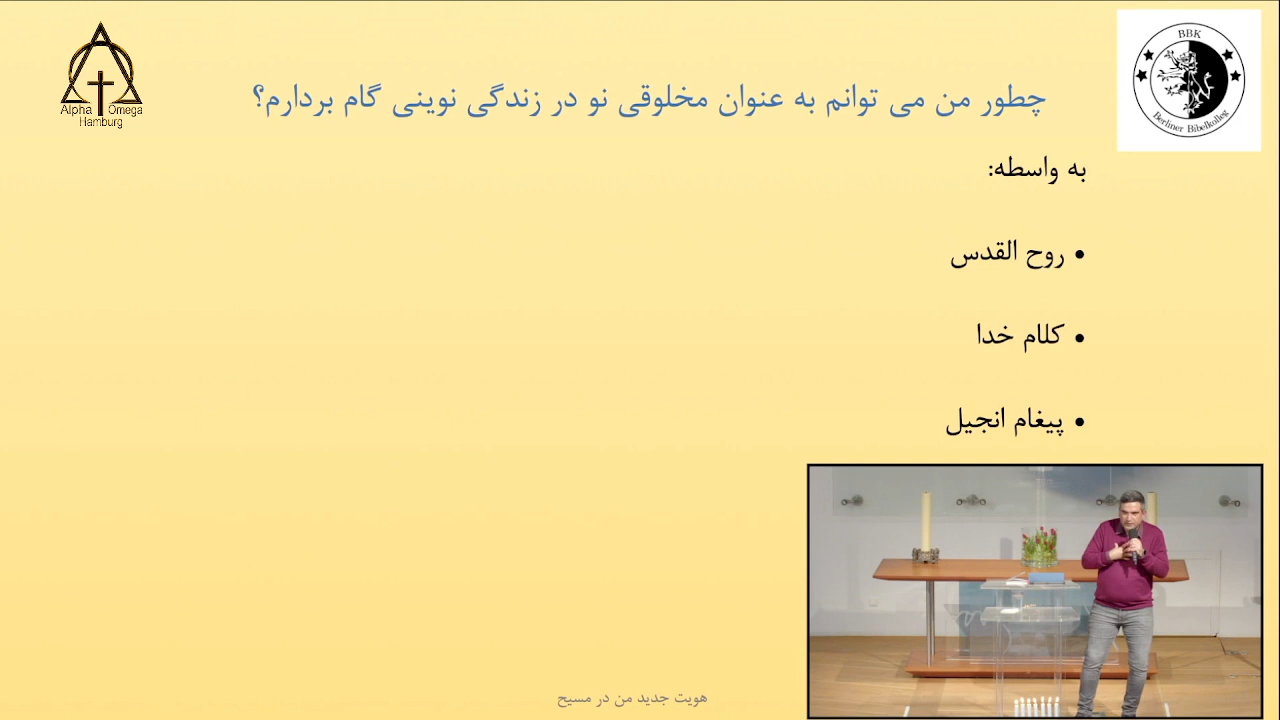 Alpha Omega
Hamburg
BBK
Berliner Bibelkolleg
چطور من می توانم به عنوان مخلوقی نو در زندگی نوینی گام بردارم؟
به واسطه:
• روح القدس
• کلام خدا
• پیغام انجیل
هویت جدید من در مسیح